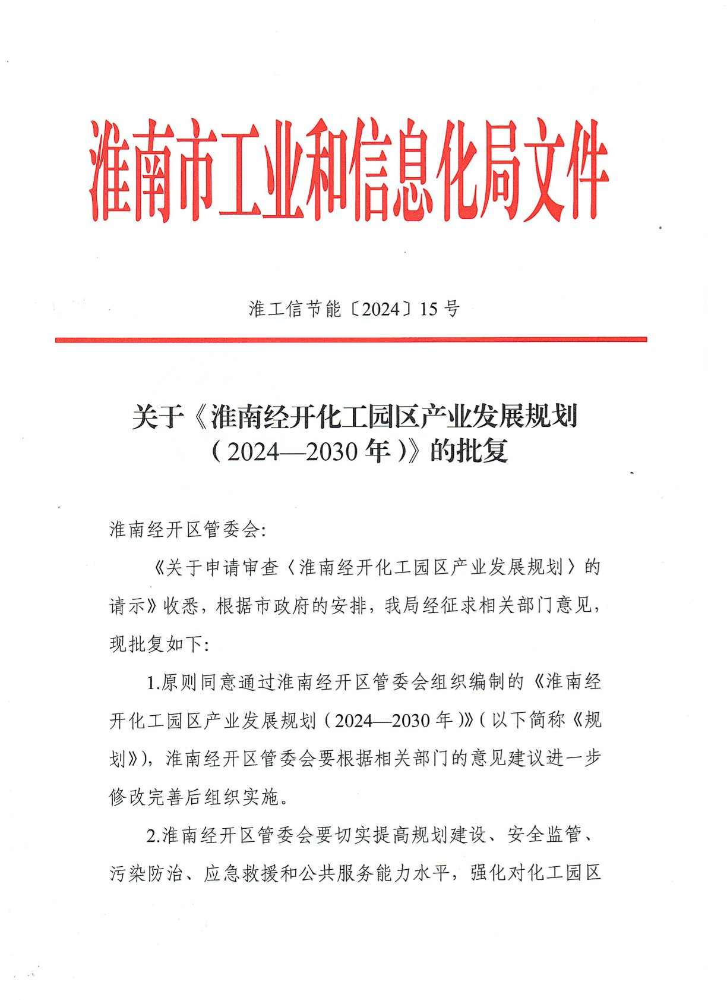 淮南市工业和信息化局文件
淮工信节能〔2024〕15 号
关于《淮南经开化工园区产业发展规划
（2024—2030 年）》的批复
淮南经开区管委会：
《关于申请审查〈淮南经开化工园区产业发展规划〉的
请示》收悉，根据市政府的安排，我局经征求相关部门意见，
现批复如下：
1.原则同意通过淮南经开区管委会组织编制的《淮南经
开化工园区产业发展规划（2024—2030 年）》（以下简称《规
划》），淮南经开区管委会要根据相关部门的意见建议进一步
修改完善后组织实施。
2.淮南经开区管委会要切实提高规划建设、安全监管、
污染防治、应急救援和公共服务能力水平，强化对化工园区